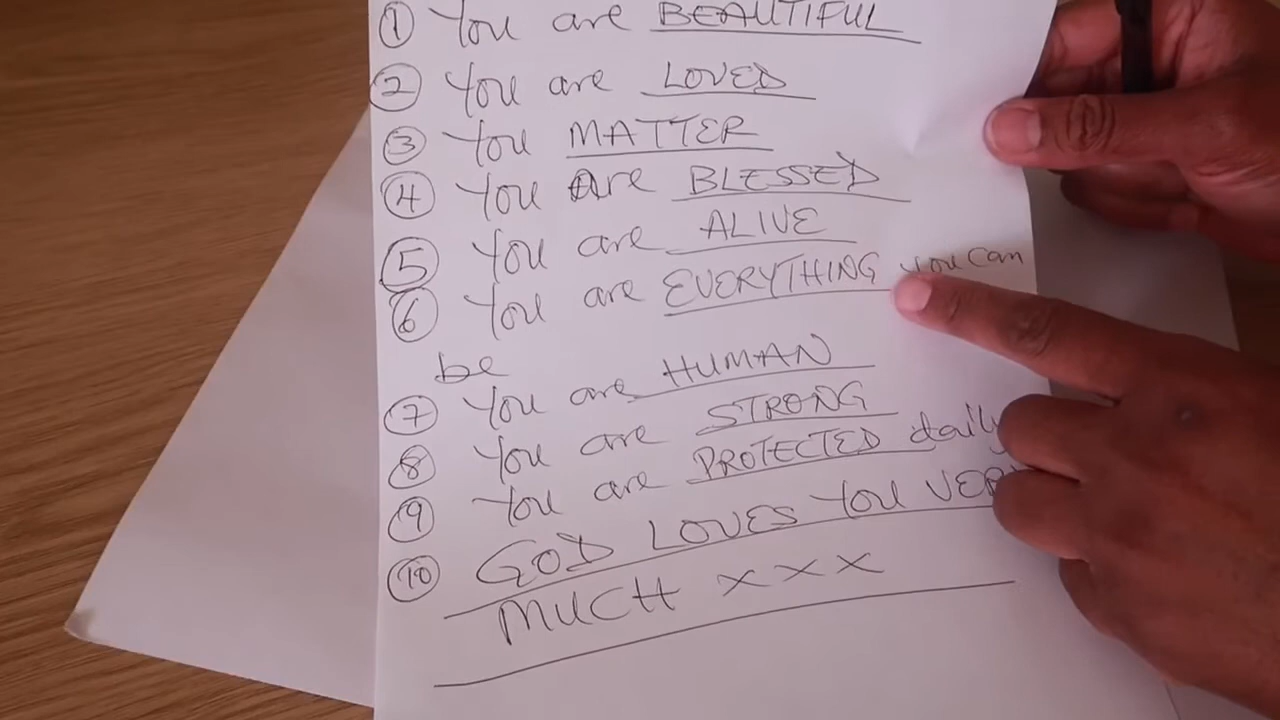 ① You are BEAUTIFUL
② You are LOVED
③ You MATTER
④ You Are BLESSED
⑤ You are ALIVE
⑥ You are EVERYTHING you can
be
⑦ You are HUMAN
⑧ You are STRONG
⑨ You are PROTECTED daily
⑩ GOD LOVES You VERY
MUCH xxx